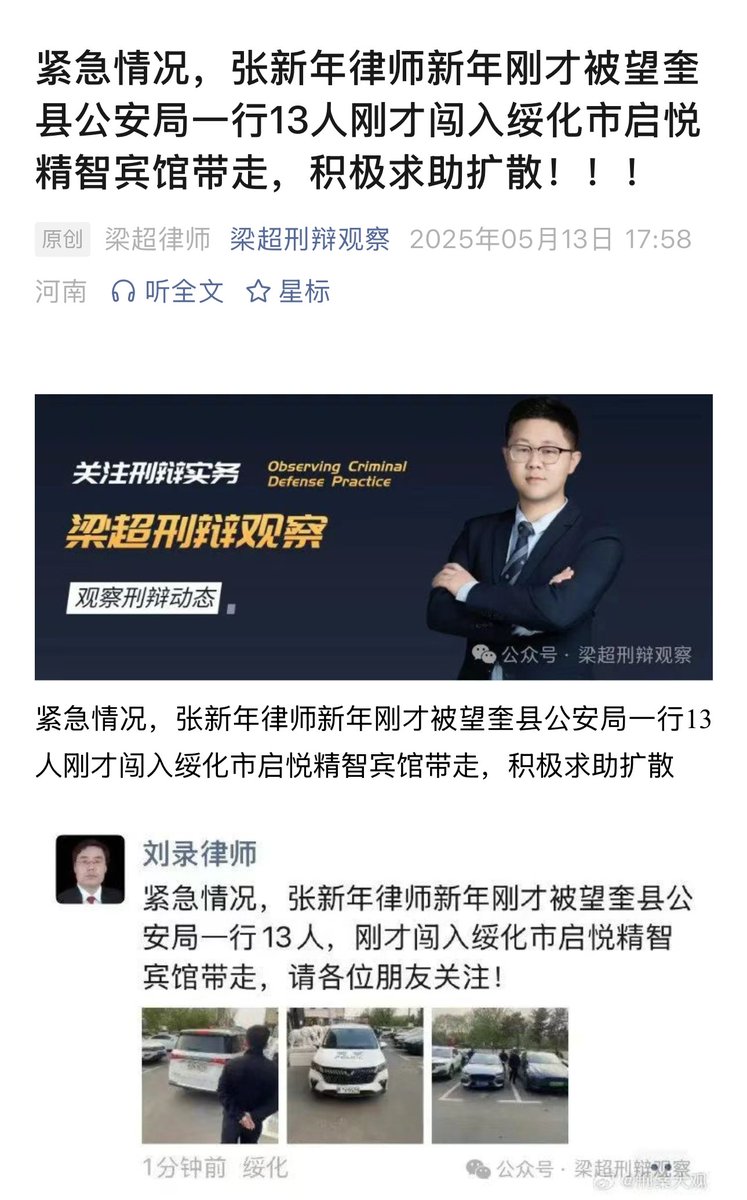 紧急情况，张新年律师新年刚才被望奎
县公安局一行13人刚才闯入绥化市启悦
精智宾馆带走，积极求助扩散！！！
原创 梁超律师 梁超刑辩观察 2025年05月13日 17:58
河南 听全文 星标
关注刑辩实务
Observing Criminal
Defense Practice
梁超刑辩观察
观察刑辩动态
公众号 · 梁超刑辩观察
紧急情况，张新年律师新年刚才被望奎县公安局一行13
人刚才闯入绥化市启悦精智宾馆带走，积极求助扩散
刘录律师
紧急情况，张新年律师新年刚才被望奎县公
安局一行13人，刚才闯入绥化市启悦精智
宾馆带走，请各位朋友关注！
1分钟前 绥化
公众号 · 梁超刑辩观察